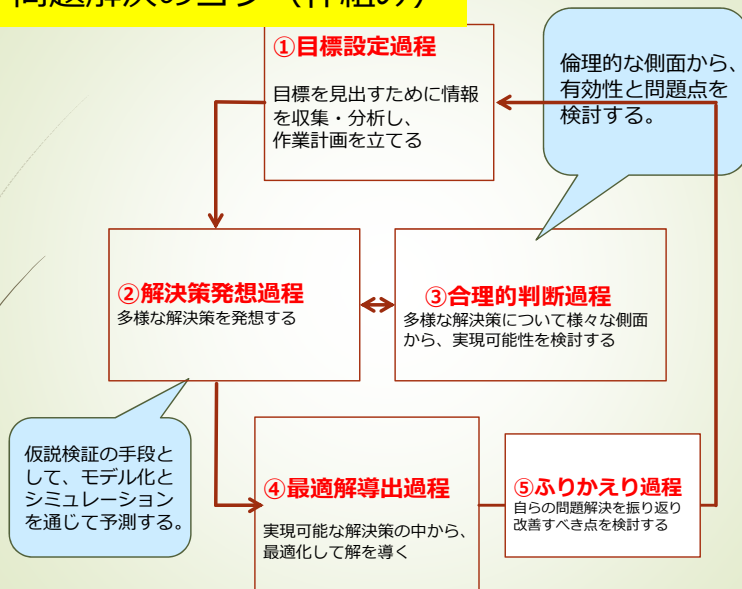 問題解決のコツ（枠組み）
①目標設定過程
目標を見出すために情報
を収集・分析し、
作業計画を立てる
倫理的な側面から、
有効性と問題点を
検討する。
②解決策発想過程
多様な解決策を発想する
③合理的判断過程
多様な解決策について様々な側面
から、実現可能性を検討する
仮説検証の手段と
して、モデル化と
シミュレーション
を通じて予測する。
④最適解導出過程
実現可能な解決策の中から、
最適化して解を導く
⑤ふりかえり過程
自らの問題解決を振り返り
改善すべき点を検討する